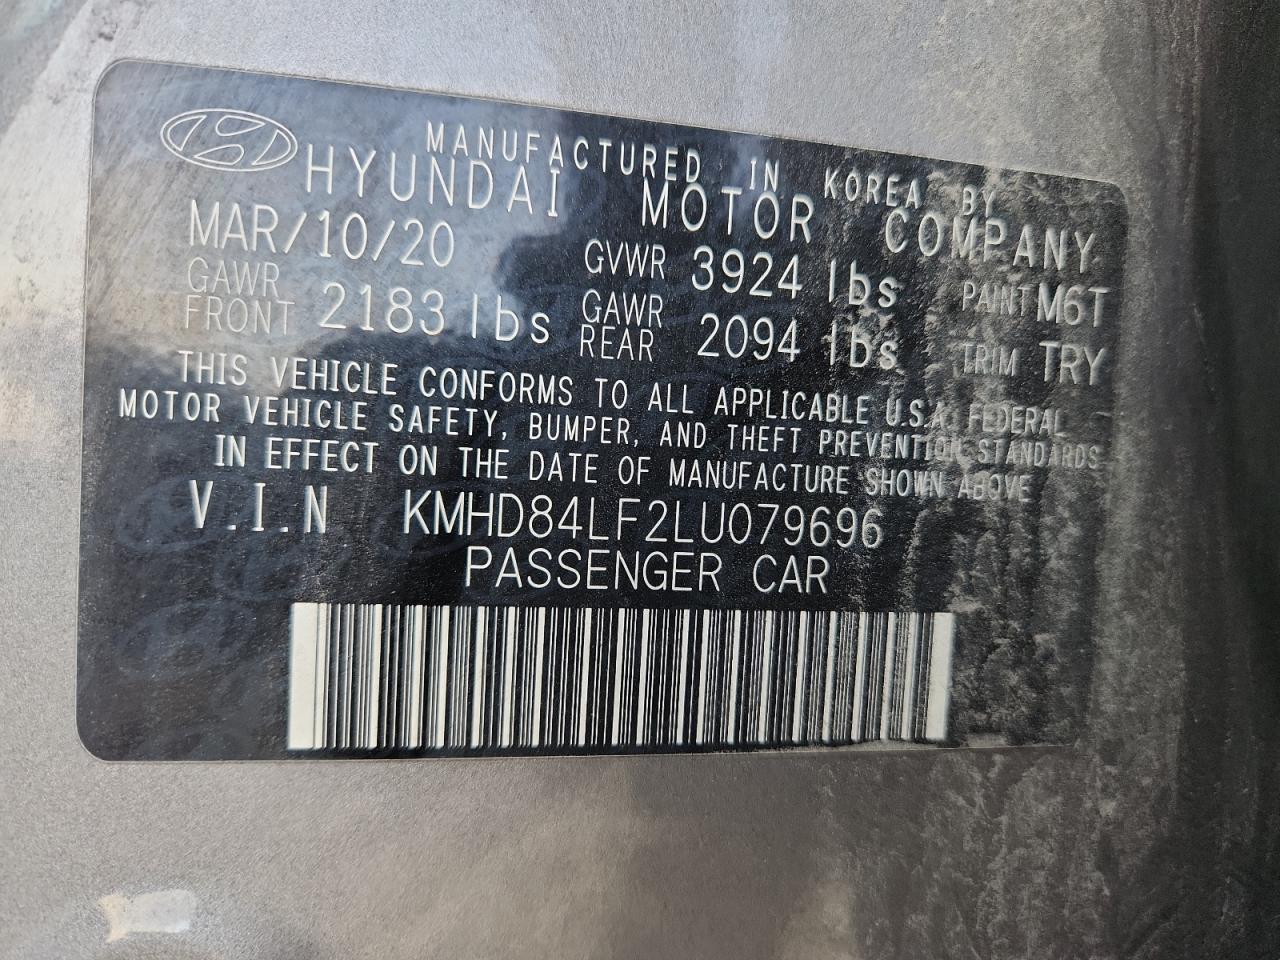 MANUFACTURED IN KOREA BY
HYUNDAI MOTOR COMPANY
MAR/10/20 GVWR 3924 lbs PAINT M6T
GAWR FRONT 2183 lbs GAWR REAR 2094 lbs TRIM TRY
THIS VEHICLE CONFORMS TO ALL APPLICABLE U.S.A. FEDERAL
MOTOR VEHICLE SAFETY, BUMPER, AND THEFT PREVENTION STANDARDS
IN EFFECT ON THE DATE OF MANUFACTURE SHOWN ABOVE
V.I.N KMHD84LF2LU079696
PASSENGER CAR